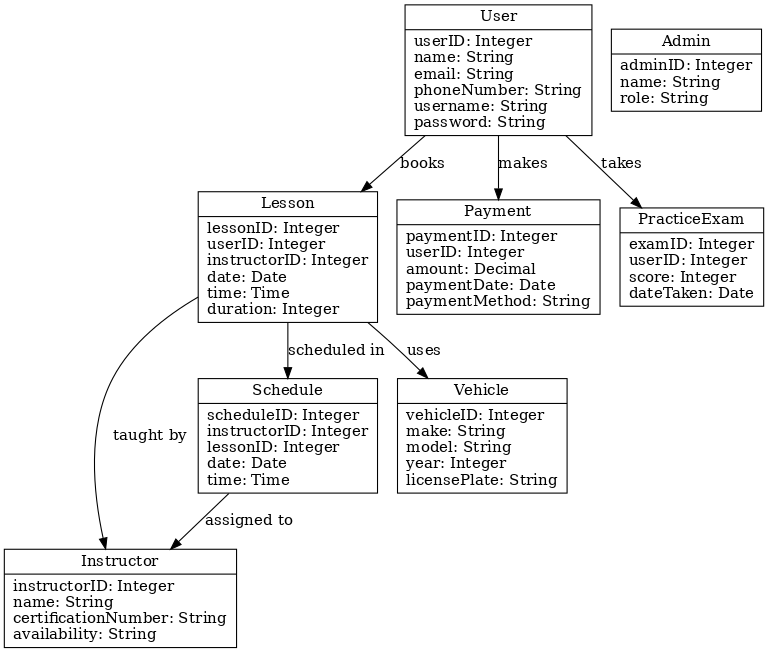 User
userID: Integer
name: String
email: String
phoneNumber: String
username: String
password: String
Admin
adminID: Integer
name: String
role: String
books
makes
takes
Lesson
lessonID: Integer
userID: Integer
instructorID: Integer
date: Date
time: Time
duration: Integer
Payment
paymentID: Integer
userID: Integer
amount: Decimal
paymentDate: Date
paymentMethod: String
PracticeExam
examID: Integer
userID: Integer
score: Integer
dateTaken: Date
scheduled in
uses
taught by
Schedule
scheduleID: Integer
instructorID: Integer
lessonID: Integer
date: Date
time: Time
Vehicle
vehicleID: Integer
make: String
model: String
year: Integer
licensePlate: String
assigned to
Instructor
instructorID: Integer
name: String
certificationNumber: String
availability: String